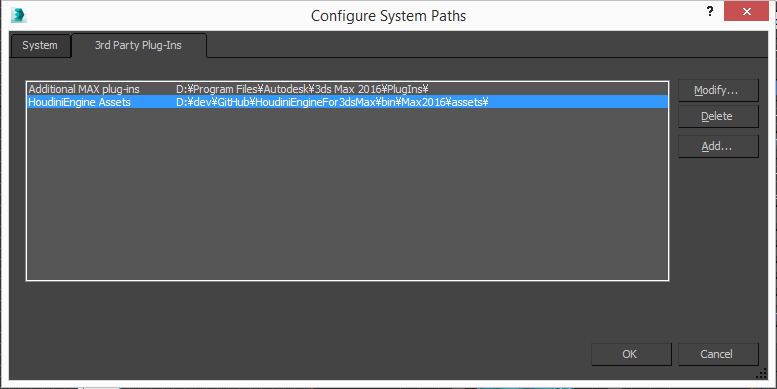 Configure System Paths
?
System 3rd Party Plug-Ins
Additional MAX plug-ins D:¥Program Files¥Autodesk¥3ds Max 2016¥PlugIns¥
HoudiniEngine Assets D:¥dev¥GitHub¥HoudiniEngineFor3dsMax¥bin¥Max2016¥assets¥
Modify...
Delete
Add...
OK Cancel